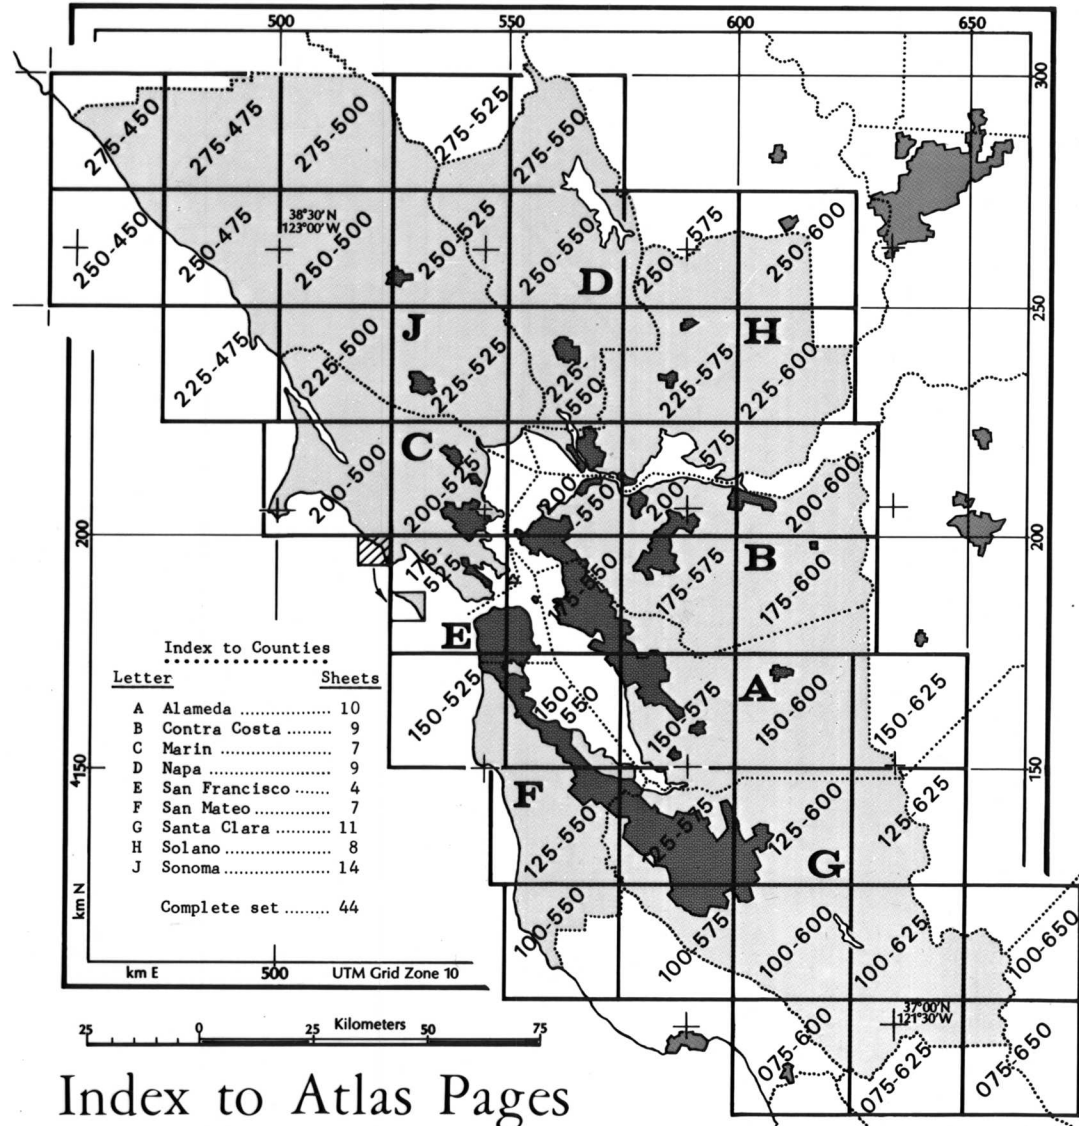 500
550
600
650
300
275-450
275-475
275-500
275-525
275-550
38°30′N
123°00′W
250-450
250-475
250-500
250-525
250-550
250-575
250-600
D
250
J
H
225-475
225-500
225-525
225-
550
225-575
225-600
C
200-500
200-525
200
-550
200
-575
200-600
200
200
175-
525
B
175-550
175-575
175-600
E
A
150-525
150-
550
150-575
150-600
150-625
4150
150
F
125-550
125-575
125-600
125-625
G
100-550
100-575
100-600
100-625
100-650
37°00′N
121°30′W
075-600
075-625
075-650
Index to Counties
Letter Sheets
A Alameda .............. 10
B Contra Costa ........ 9
C Marin ................ 7
D Napa ................. 9
E San Francisco ...... 4
F San Mateo ........... 7
G Santa Clara ......... 11
H Solano ............... 8
J Sonoma ............... 14
Complete set ........ 44
km N
km E 500 UTM Grid Zone 10
25 0 25 Kilometers 50 75
Index to Atlas Pages